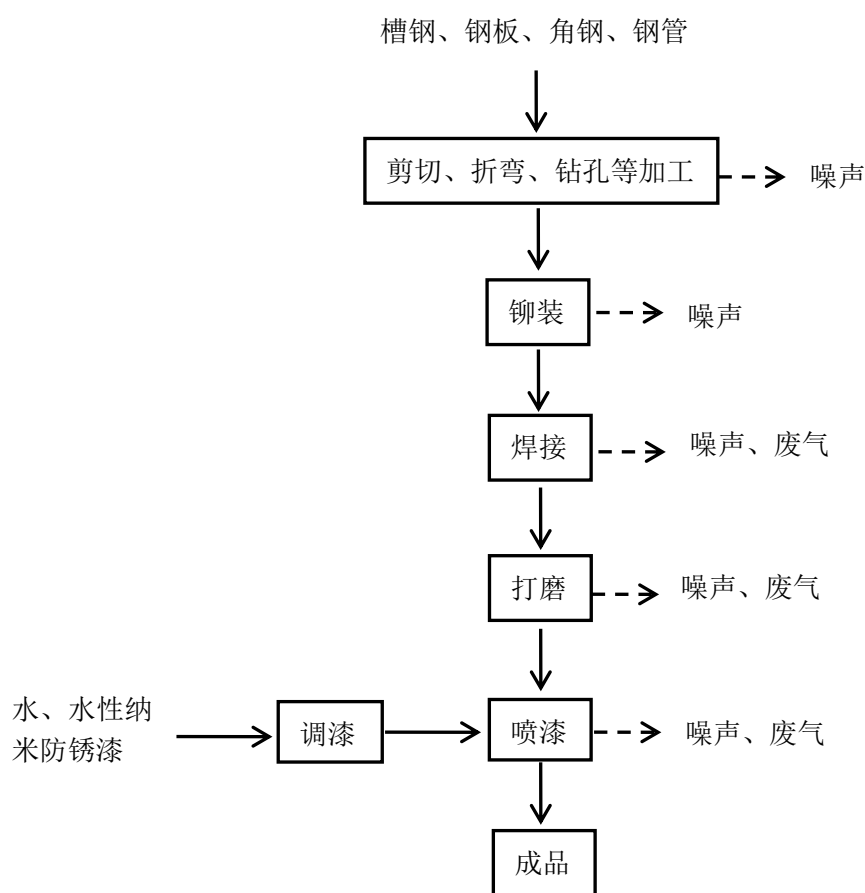 槽钢、钢板、角钢、钢管
剪切、折弯、钻孔等加工
噪声
铆装
噪声
焊接
噪声、废气
打磨
噪声、废气
水、水性纳
米防锈漆
调漆
喷漆
噪声、废气
成品